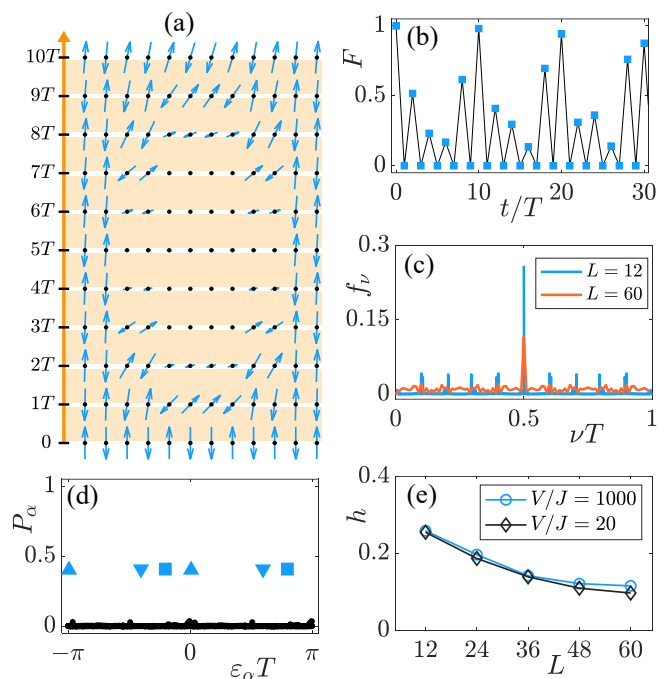 (a)
10T
9T
8T
7T
6T
5T
4T
3T
2T
1T
0
(b)
F
1
0.5
0
0 10 20 30
t/T
(c)
f_ν
0.3
0.15
0
L = 12
L = 60
0 0.5 1
νT
(d)
P_α
1
0.5
0
−π 0 π
ε_αT
(e)
h
0.4
0.2
0
V/J = 1000
V/J = 20
12 24 36 48 60
L